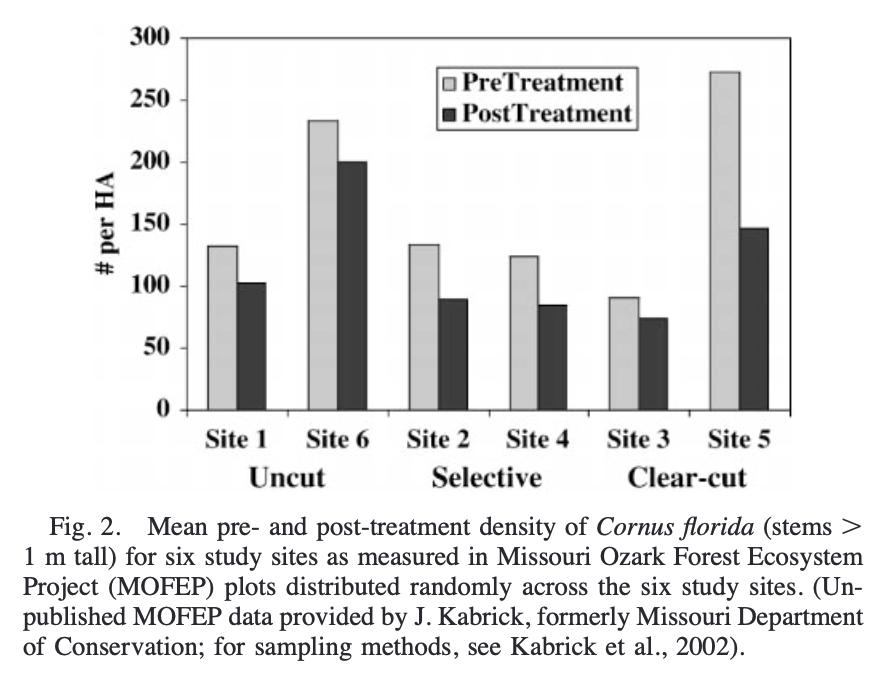 300
250
200
150
100
50
0
# per HA
PreTreatment
PostTreatment
Site 1 Site 6 Site 2 Site 4 Site 3 Site 5
Uncut Selective Clear-cut
Fig. 2. Mean pre- and post-treatment density of Cornus florida (stems >
1 m tall) for six study sites as measured in Missouri Ozark Forest Ecosystem
Project (MOFEP) plots distributed randomly across the six study sites. (Un-
published MOFEP data provided by J. Kabrick, formerly Missouri Department
of Conservation; for sampling methods, see Kabrick et al., 2002).